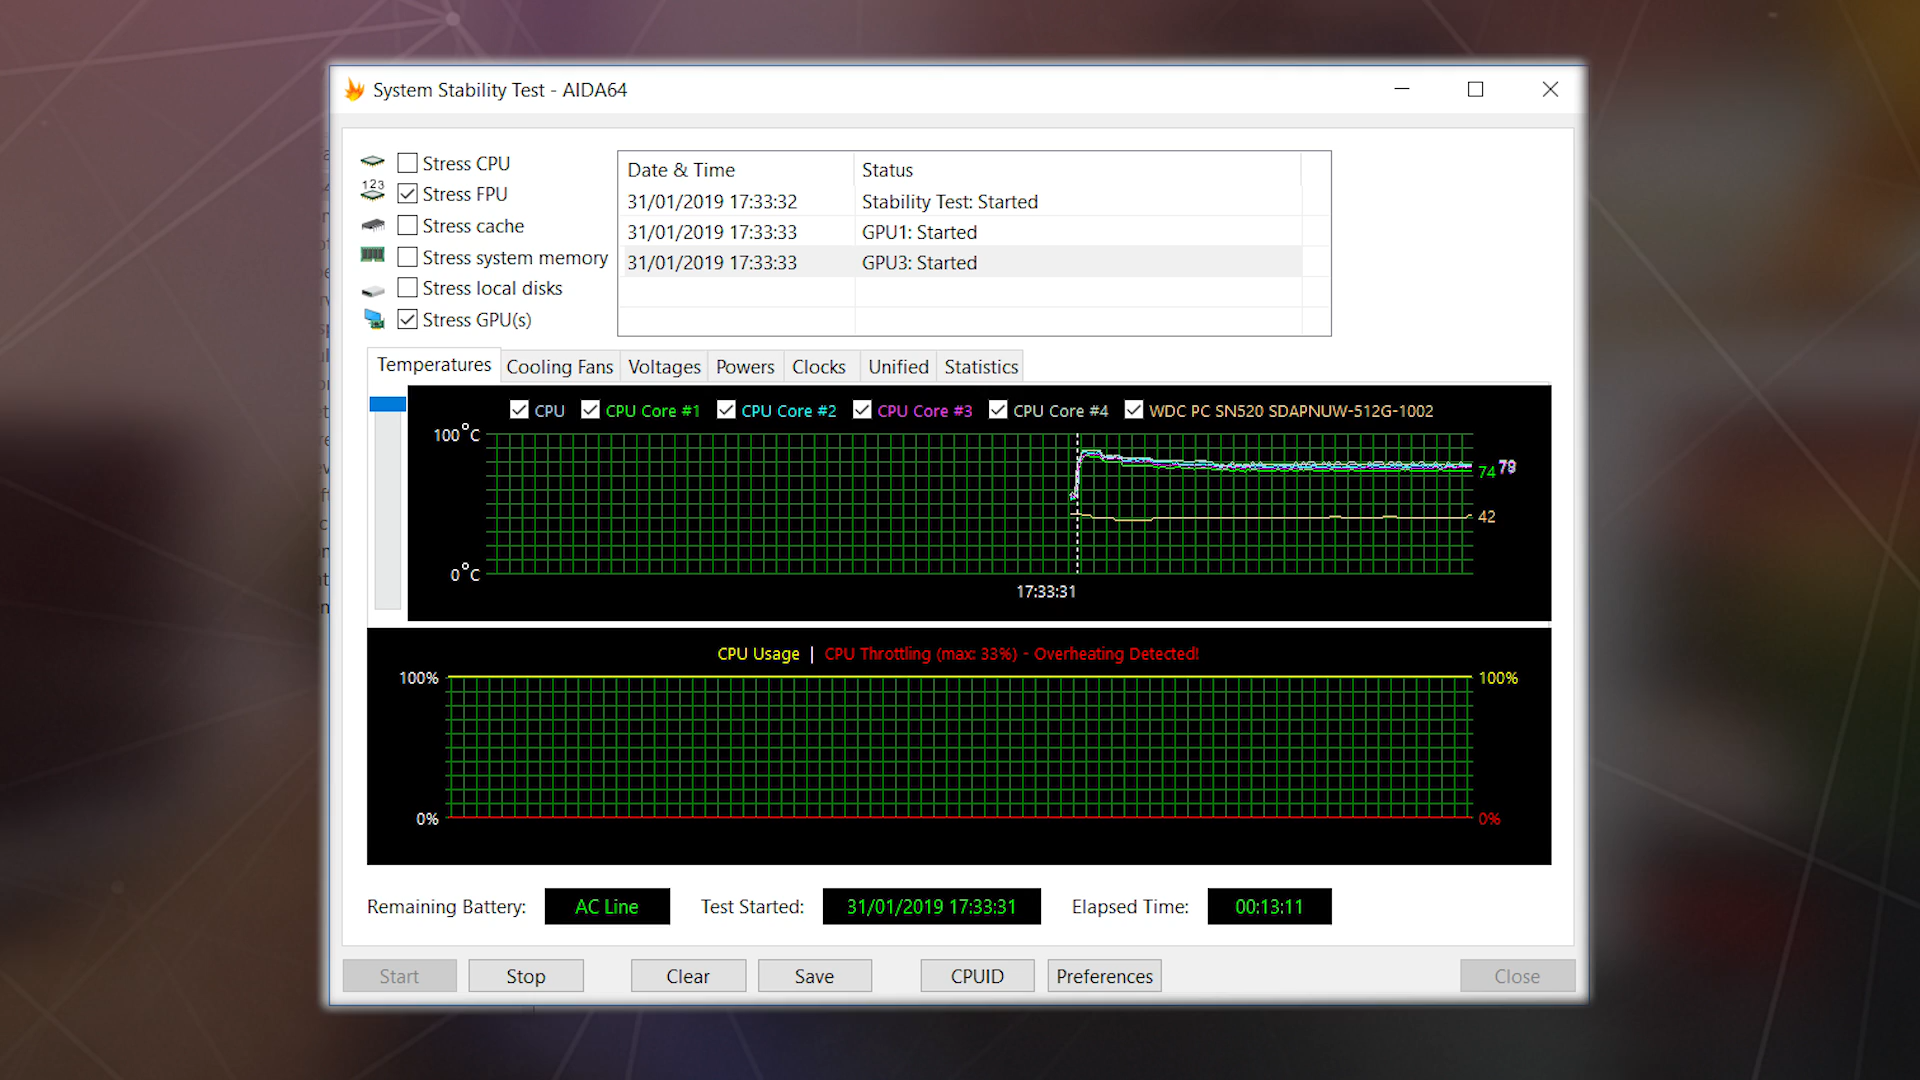 System Stability Test - AIDA64
Stress CPU
123
Stress FPU
Stress cache
Stress system memory
Stress local disks
Stress GPU(s)
Date & Time Status
31/01/2019 17:33:32 Stability Test: Started
31/01/2019 17:33:33 GPU1: Started
31/01/2019 17:33:33 GPU3: Started
Temperatures Cooling Fans Voltages Powers Clocks Unified Statistics
CPU CPU Core #1 CPU Core #2 CPU Core #3 CPU Core #4 WDC PC SN520 SDAPNUW-512G-1002
100°C
74
42
0°C
17:33:31
CPU Usage | CPU Throttling (max: 33%) - Overheating Detected!
100% 100%
0% 0%
Remaining Battery: AC Line Test Started: 31/01/2019 17:33:31 Elapsed Time: 00:13:11
Start Stop Clear Save CPUID Preferences Close